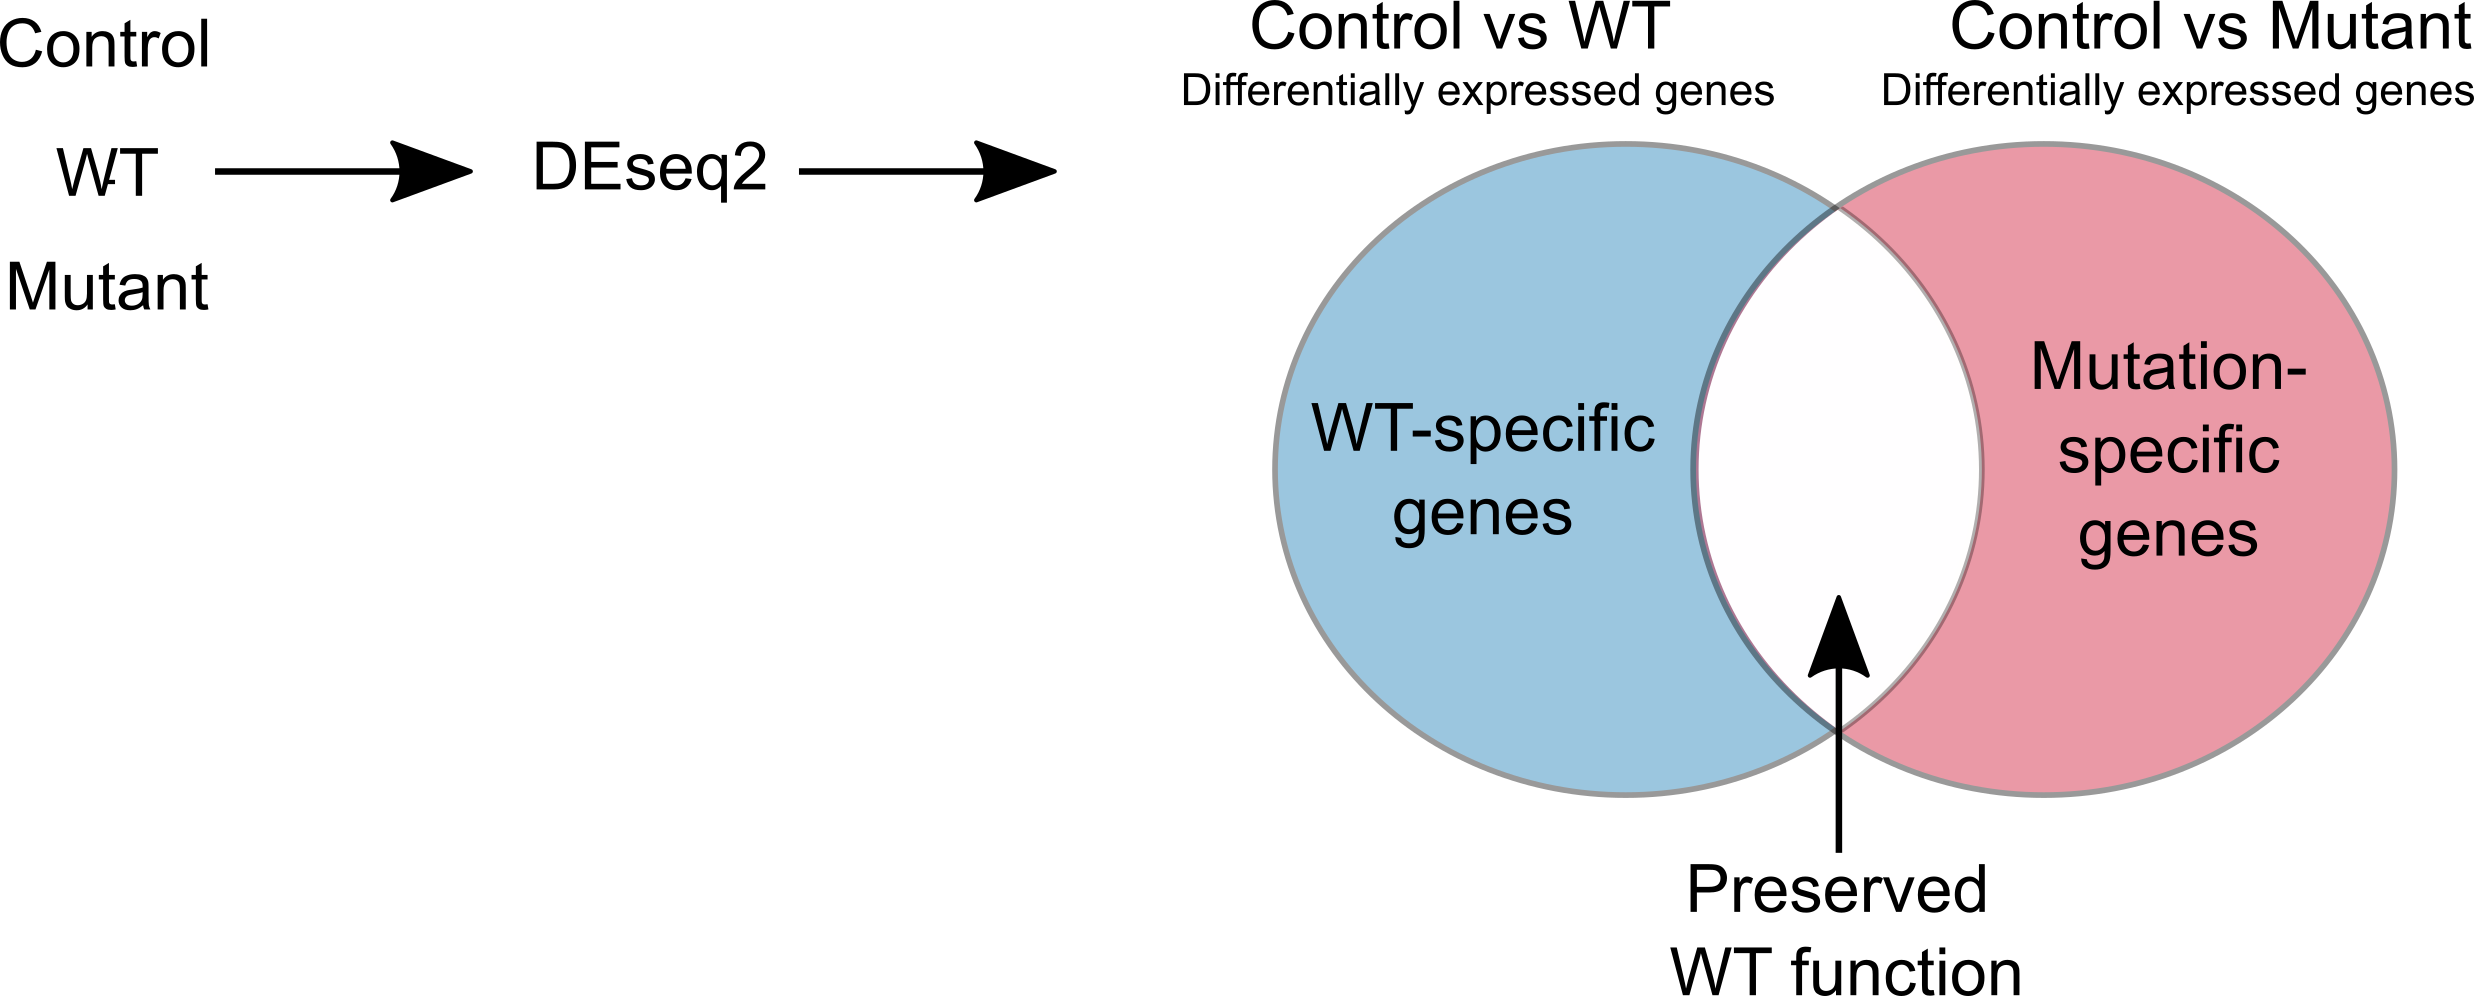 Control
WT
Mutant
DEseq2
Control vs WT
Differentially expressed genes
Control vs Mutant
Differentially expressed genes
WT-specific
genes
Mutation-
specific
genes
Preserved
WT function